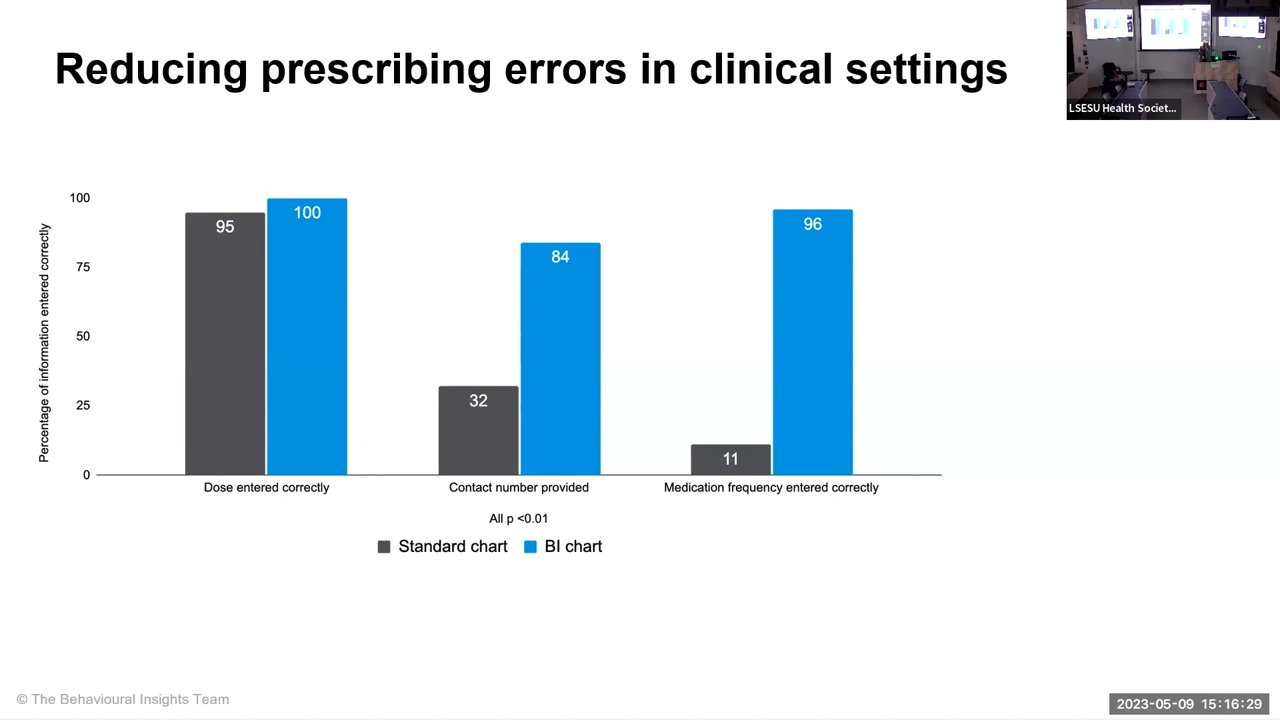 Reducing prescribing errors in clinical settings
LSESU Health Societ...
Percentage of information entered correctly
100
75
50
25
0
95
100
32
84
11
96
Dose entered correctly
Contact number provided
Medication frequency entered correctly
All p <0.01
Standard chart
BI chart
© The Behavioural Insights Team
2023-05-09 15:16:29